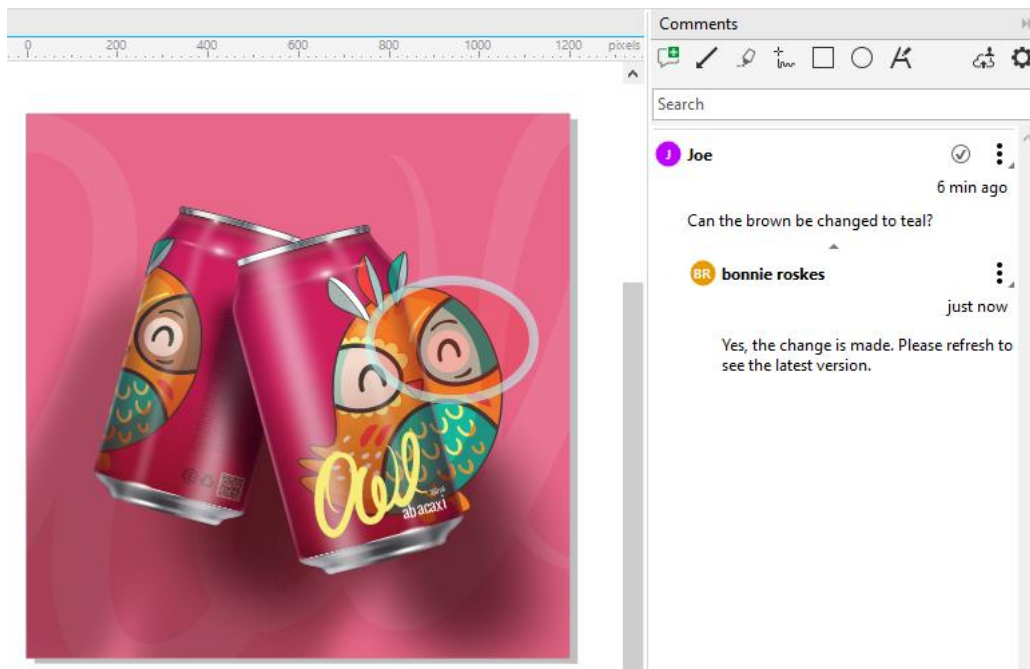 Comments
0 200 400 600 800 1000 1200 pixels
Search
J Joe
6 min ago
Can the brown be changed to teal?
BR bonnie roskes
just now
Yes, the change is made. Please refresh to
see the latest version.
Owl
abacaxi